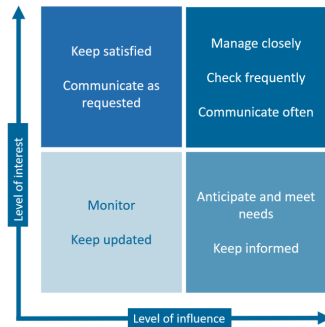 Keep satisfied
Communicate as
requested
Manage closely
Check frequently
Communicate often
Level of interest
Monitor
Keep updated
Anticipate and meet
needs
Keep informed
Level of influence